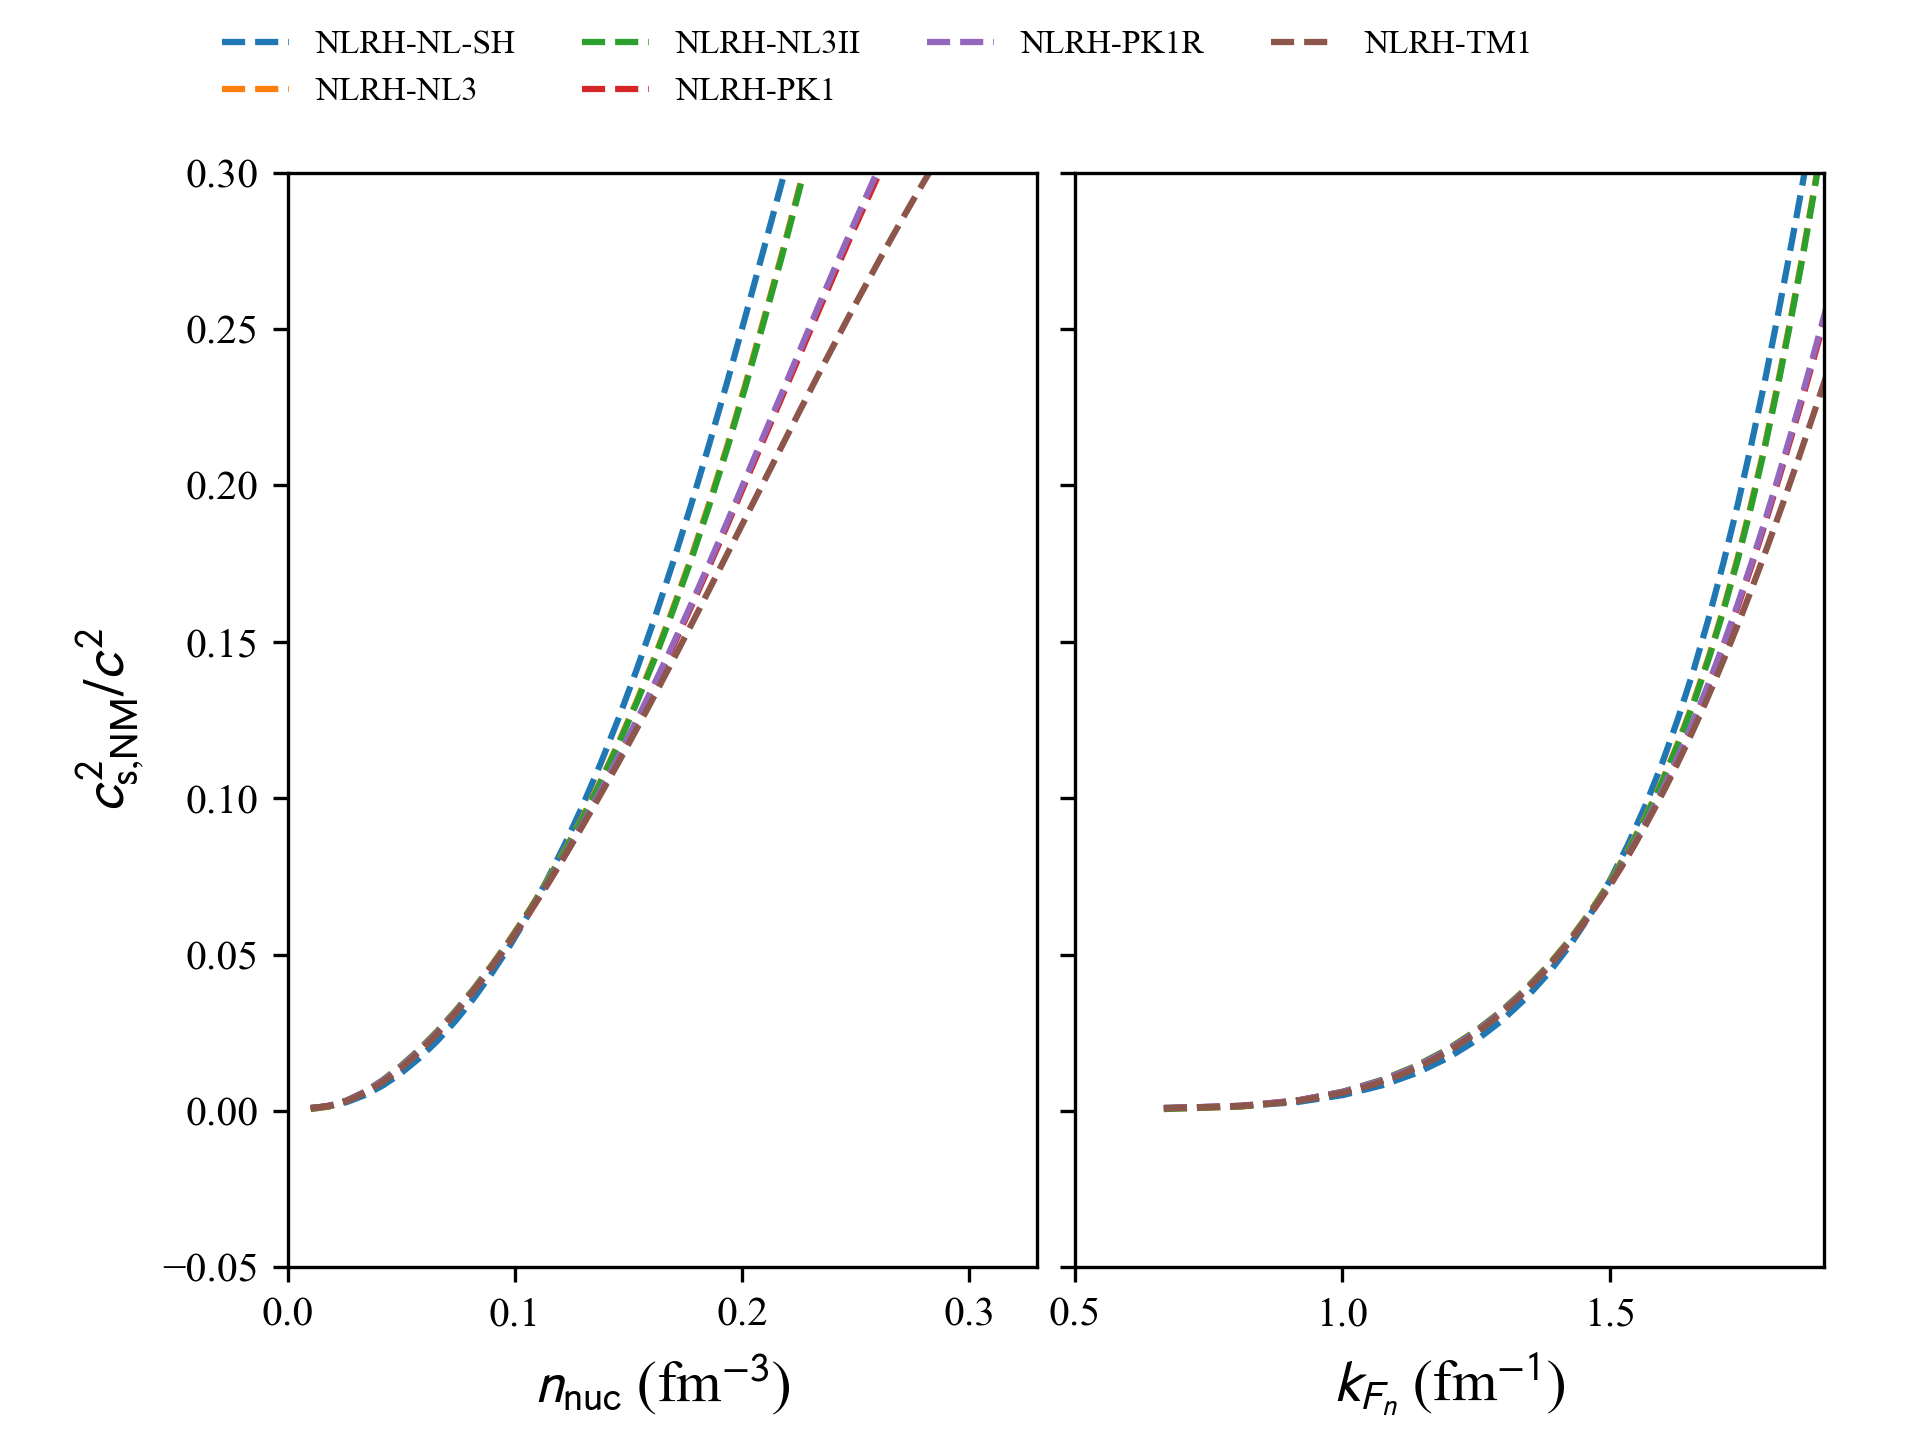 NLRH-NL-SH NLRH-NL3II NLRH-PK1R NLRH-TM1
NLRH-NL3 NLRH-PK1
0.30
0.25
0.20
0.15
0.10
0.05
0.00
−0.05
c²s,NM/c²
0.0 0.1 0.2 0.3
n_nuc (fm⁻³)
0.5 1.0 1.5
k_Fn (fm⁻¹)